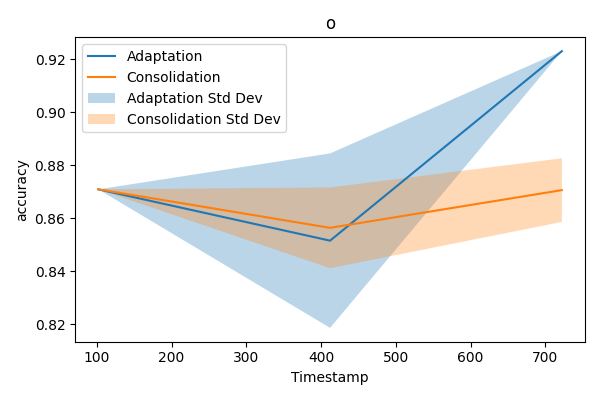 o
Adaptation
Consolidation
Adaptation Std Dev
Consolidation Std Dev
accuracy
0.92
0.90
0.88
0.86
0.84
0.82
100 200 300 400 500 600 700
Timestamp